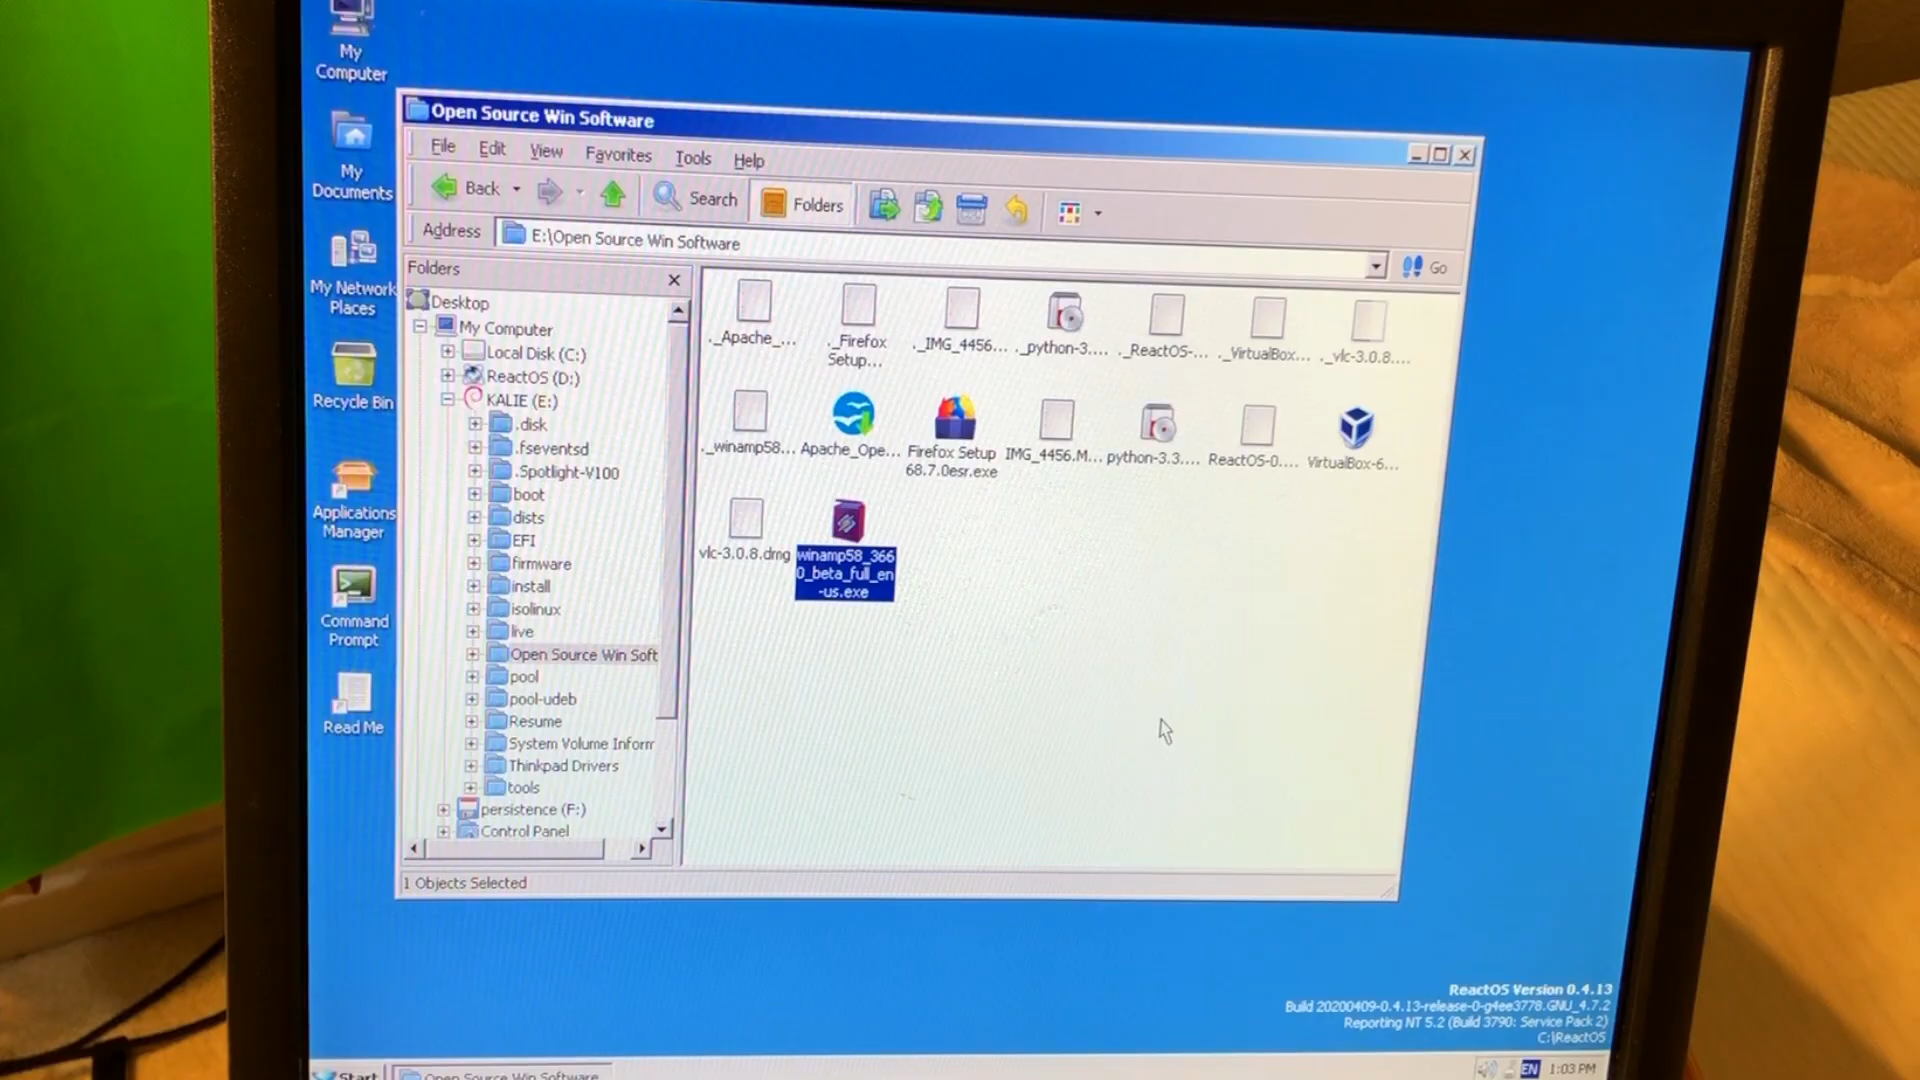 My
Computer
My
Documents
My Network
Places
Recycle Bin
Applications
Manager
Command
Prompt
Read Me
Open Source Win Software
File Edit View Favorites Tools Help
Back Search Folders
Address E:\Open Source Win Software Go
Folders
Desktop
My Computer
Local Disk (C:)
ReactOS (D:)
KALIE (E:)
.disk
.fseventsd
.Spotlight-V100
boot
dists
EFI
firmware
install
isolinux
live
Open Source Win Soft
pool
pool-udeb
Resume
System Volume Inforr
Thinkpad Drivers
tools
persistence (F:)
Control Panel
._Apache_...
._Firefox
Setup...
._IMG_4456...
._python-3....
._ReactOS-...
._VirtualBox...
._vlc-3.0.8....
._winamp58...
Apache_Ope...
Firefox Setup
68.7.0esr.exe
IMG_4456.M...
python-3.3....
ReactOS-0....
VirtualBox-6...
vlc-3.0.8.dmg
winamp58_366
0_beta_full_en
-us.exe
1 Objects Selected
ReactOS Version 0.4.13
Build 20200409-0.4.13-release-0-g4ee3778.GNU_4.7.2
Reporting NT 5.2 (Build 3790: Service Pack 2)
C:\ReactOS
Start Open Source Win Software EN 1:03 PM